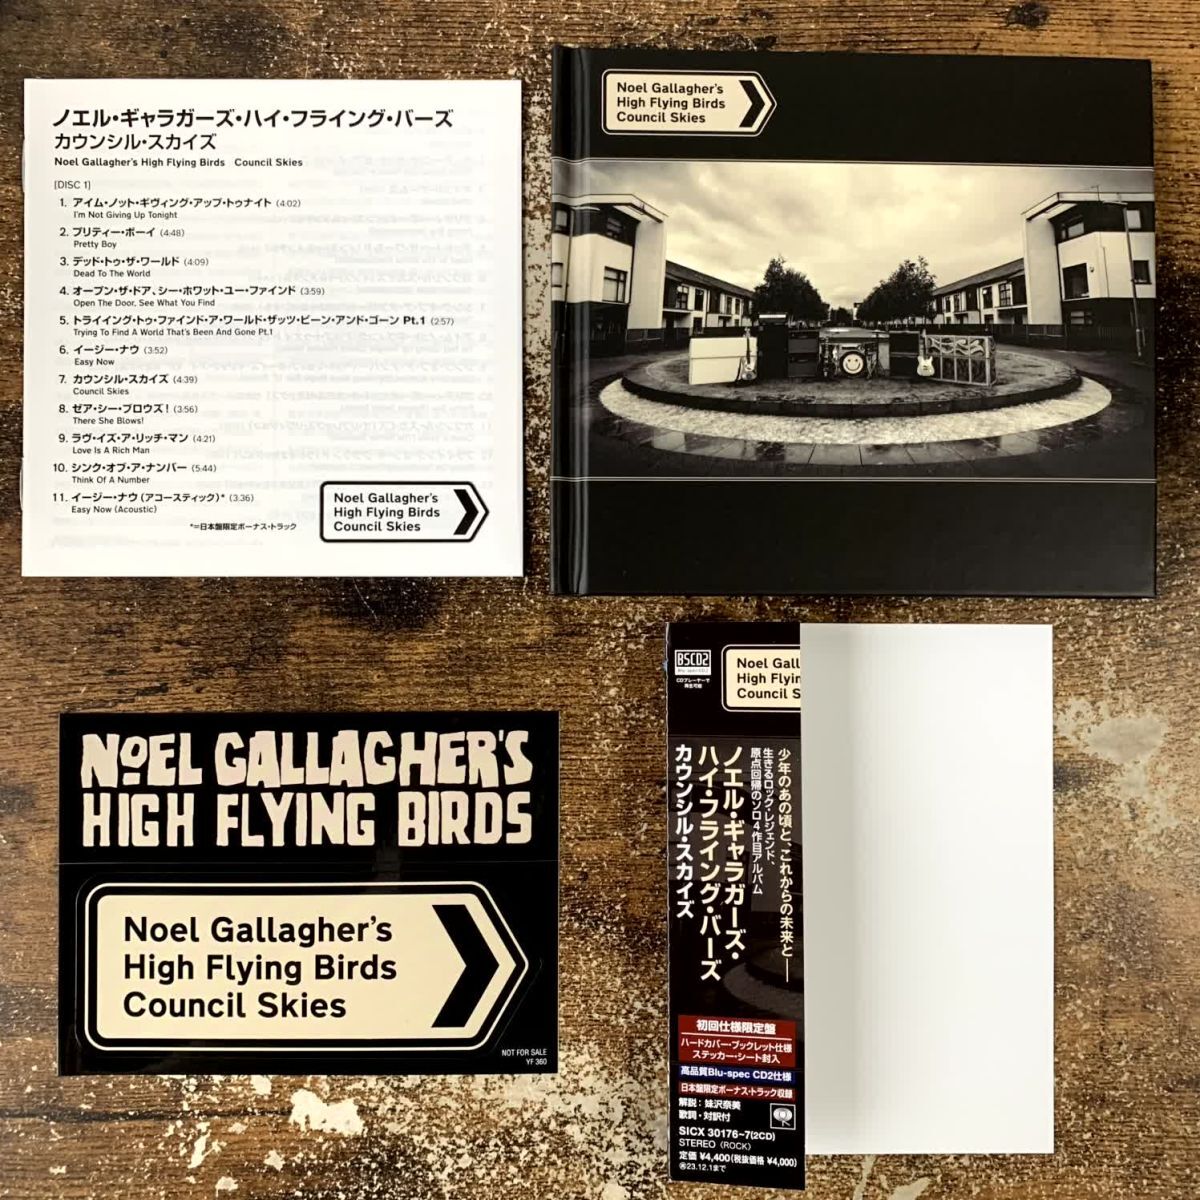 ノエル・ギャラガーズ・ハイ・フライング・バーズ
カウンシル・スカイズ
Noel Gallagher's High Flying Birds Council Skies
[DISC 1]
1. アイム・ノット・ギヴィング・アップ・トゥナイト (4:02)
I'm Not Giving Up Tonight
2. プリティー・ボーイ (4:48)
Pretty Boy
3. デッド・トゥ・ザ・ワールド (4:09)
Dead To The World
4. オープン・ザ・ドア、シー・ホワット・ユー・ファインド (3:59)
Open The Door, See What You Find
5. トライイング・トゥ・ファインド・ア・ワールド・ザッツ・ビーン・アンド・ゴーン Pt.1 (2:57)
Trying To Find A World That's Been And Gone Pt.1
6. イージー・ナウ (3:52)
Easy Now
7. カウンシル・スカイズ (4:39)
Council Skies
8. ゼア・シー・ブロウズ! (3:56)
There She Blows!
9. ラヴ・イズ・ア・リッチ・マン (4:21)
Love Is A Rich Man
10. シンク・オブ・ア・ナンバー (5:44)
Think Of A Number
11. イージー・ナウ (アコースティック)* (3:36)
Easy Now (Acoustic)
*=日本盤限定ボーナス・トラック
Noel Gallagher's
High Flying Birds
Council Skies
Noel Gallagher's
High Flying Birds
Council Skies
NOEL GALLAGHER'S
HIGH FLYING BIRDS
Noel Gallagher's
High Flying Birds
Council Skies
NOT FOR SALE
YF 360
BSCD2
CDプレーヤーで
再生可能
Noel Gall
High Flyin
Council S
少年のあの頃と、これからの未来と——
生きるロック・レジェンド、
原点回帰のソロ4作目アルバム
ノエル・ギャラガーズ・
ハイ・フライング・バーズ
カウンシル・スカイズ
初回仕様限定盤
ハードカバー・ブックレット仕様
ステッカー・シート封入
高品質Blu-spec CD2仕様
日本盤限定ボーナス・トラック収録
解説:妹沢奈美
歌詞・対訳付
SICX 30176~7(2CD)
STEREO (ROCK)
定価 ¥4,400(税抜価格 ¥4,000)
23.12.1まで